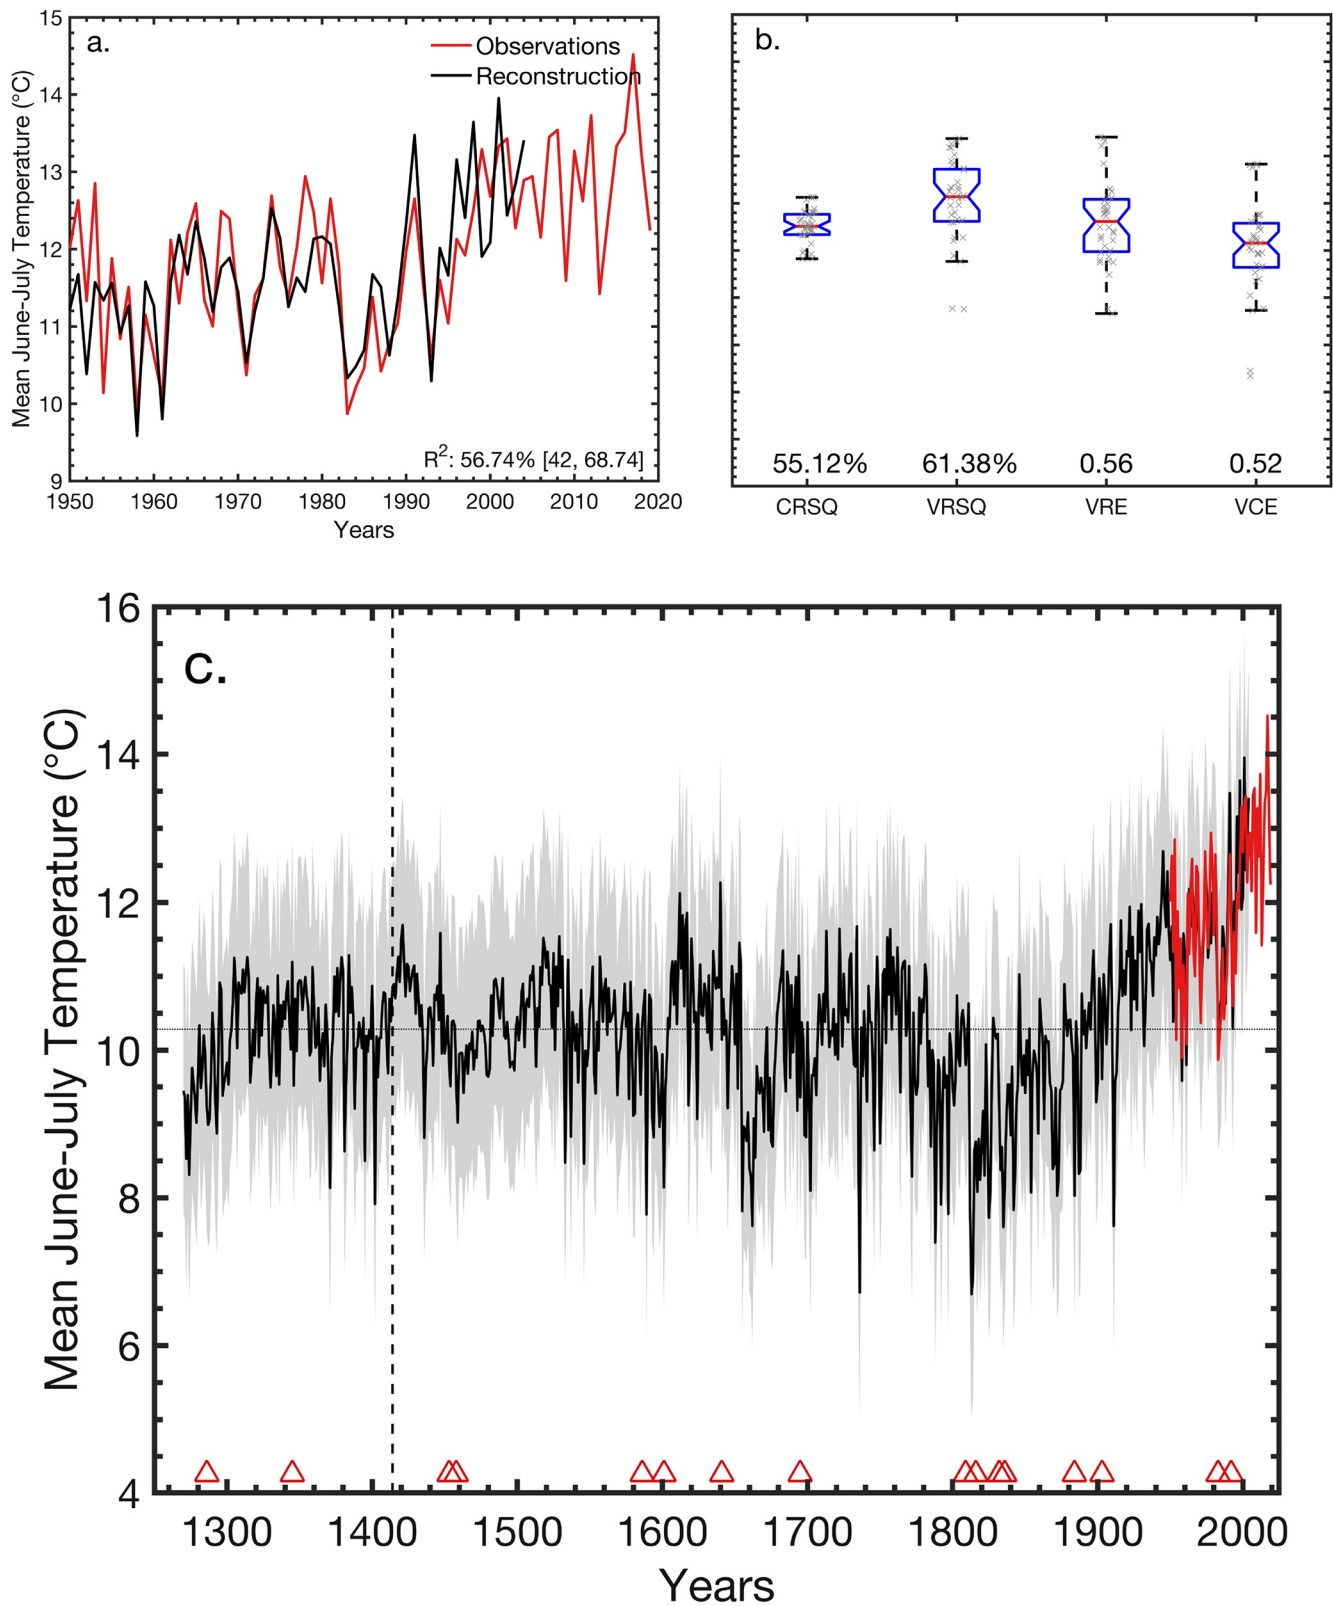 a.
Observations
Reconstruction
Mean June-July Temperature (°C)
15
14
13
12
11
10
9
R²: 56.74% [42, 68.74]
1950 1960 1970 1980 1990 2000 2010 2020
Years
b.
55.12% 61.38% 0.56 0.52
CRSQ VRSQ VRE VCE
c.
Mean June-July Temperature (°C)
16
14
12
10
8
6
4
1300 1400 1500 1600 1700 1800 1900 2000
Years